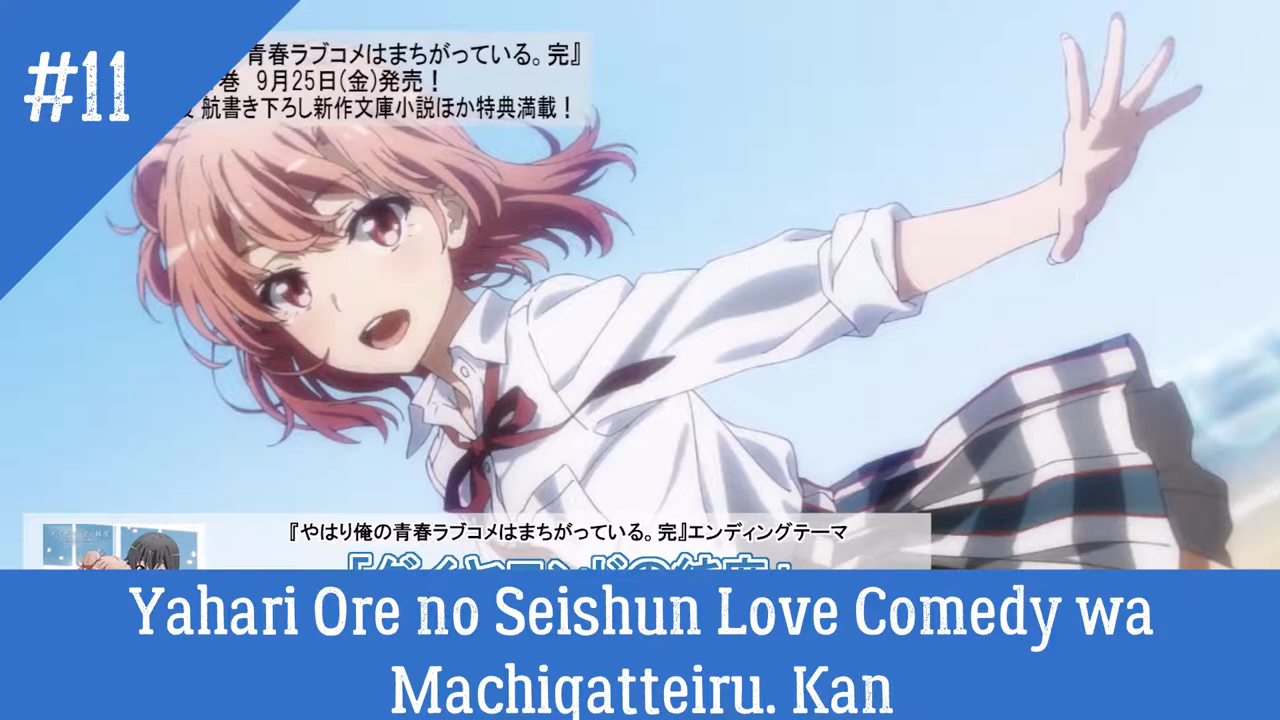 #11
青春ラブコメはまちがっている。完』
巻 9月25日(金)発売！
航書き下ろし新作文庫小説ほか特典満載！
『やはり俺の青春ラブコメはまちがっている。完』エンディングテーマ
Yahari Ore no Seishun Love Comedy wa
Machigatteiru. Kan